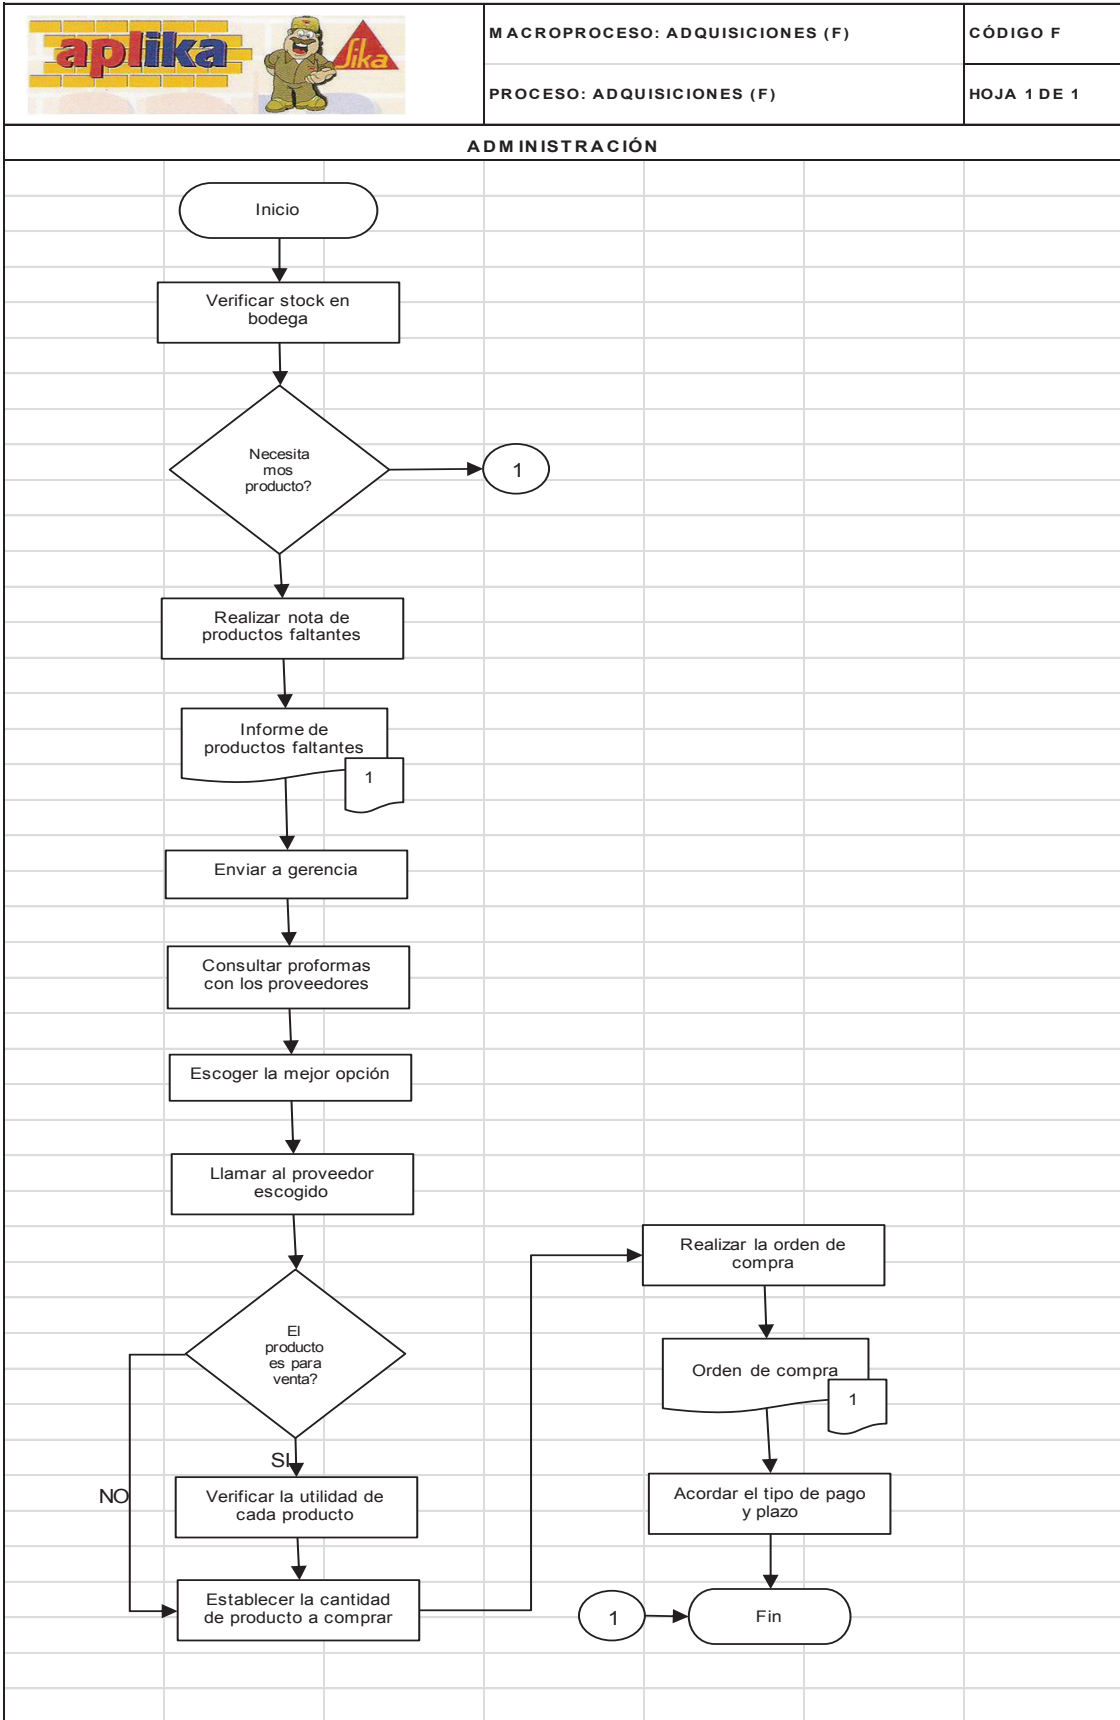 aplika
Sika
MACROPROCESO: ADQUISICIONES (F)
CÓDIGO F
PROCESO: ADQUISICIONES (F)
HOJA 1 DE 1
ADMINISTRACIÓN
Inicio
Verificar stock en
bodega
Necesita
mos
producto?
1
Realizar nota de
productos faltantes
Informe de
productos faltantes
1
Enviar a gerencia
Consultar proformas
con los proveedores
Escoger la mejor opción
Llamar al proveedor
escogido
El
producto
es para
venta?
SI
NO
Verificar la utilidad de
cada producto
Establecer la cantidad
de producto a comprar
Realizar la orden de
compra
Orden de compra
1
Acordar el tipo de pago
y plazo
1
Fin